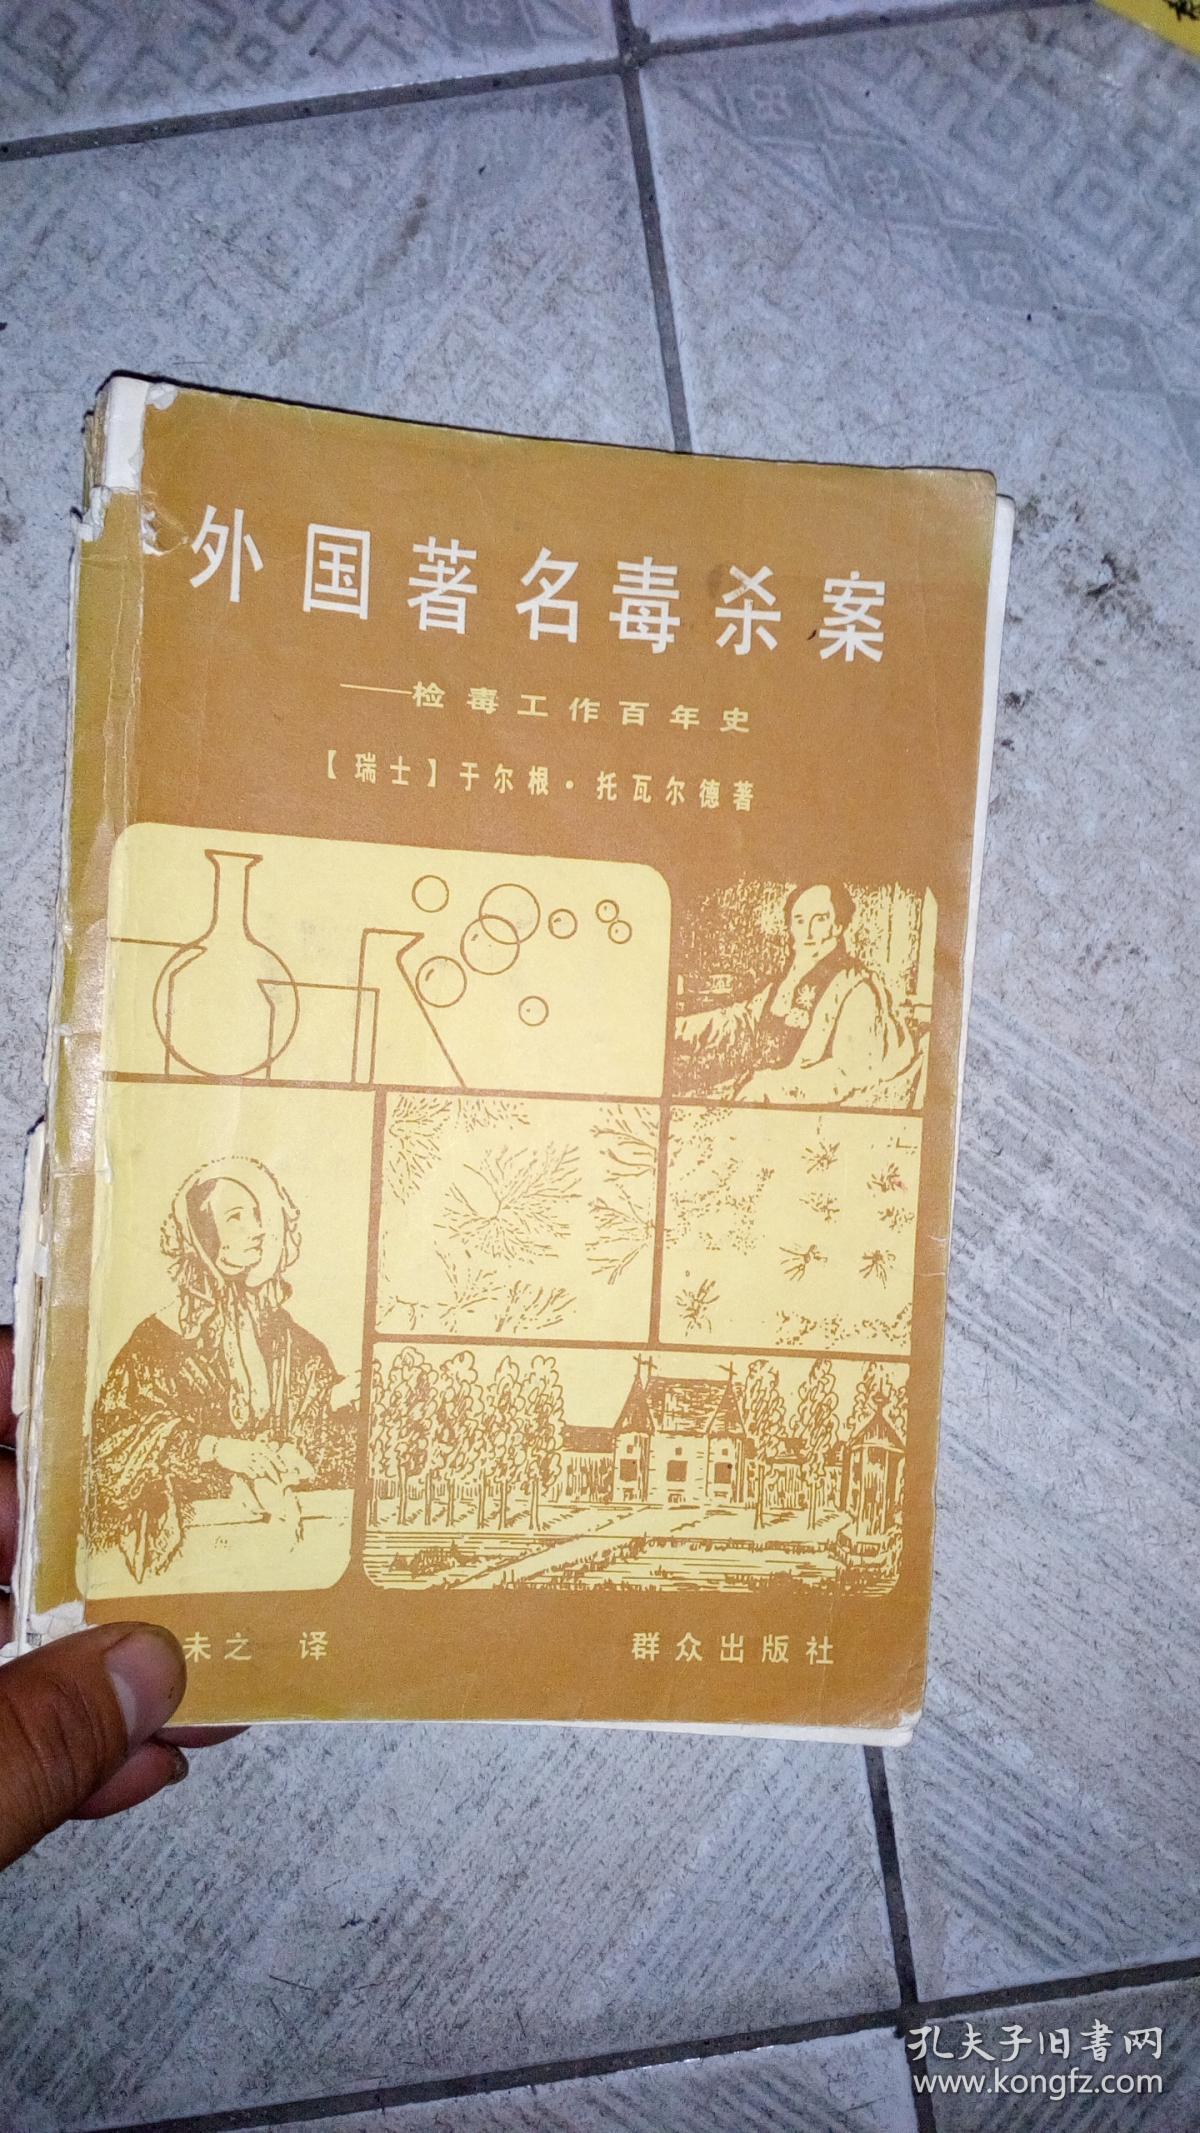 外国著名毒杀案
——检毒工作百年史
【瑞士】于尔根·托瓦尔德著
未之 译
群众出版社
孔夫子旧书网
www.kongfz.com